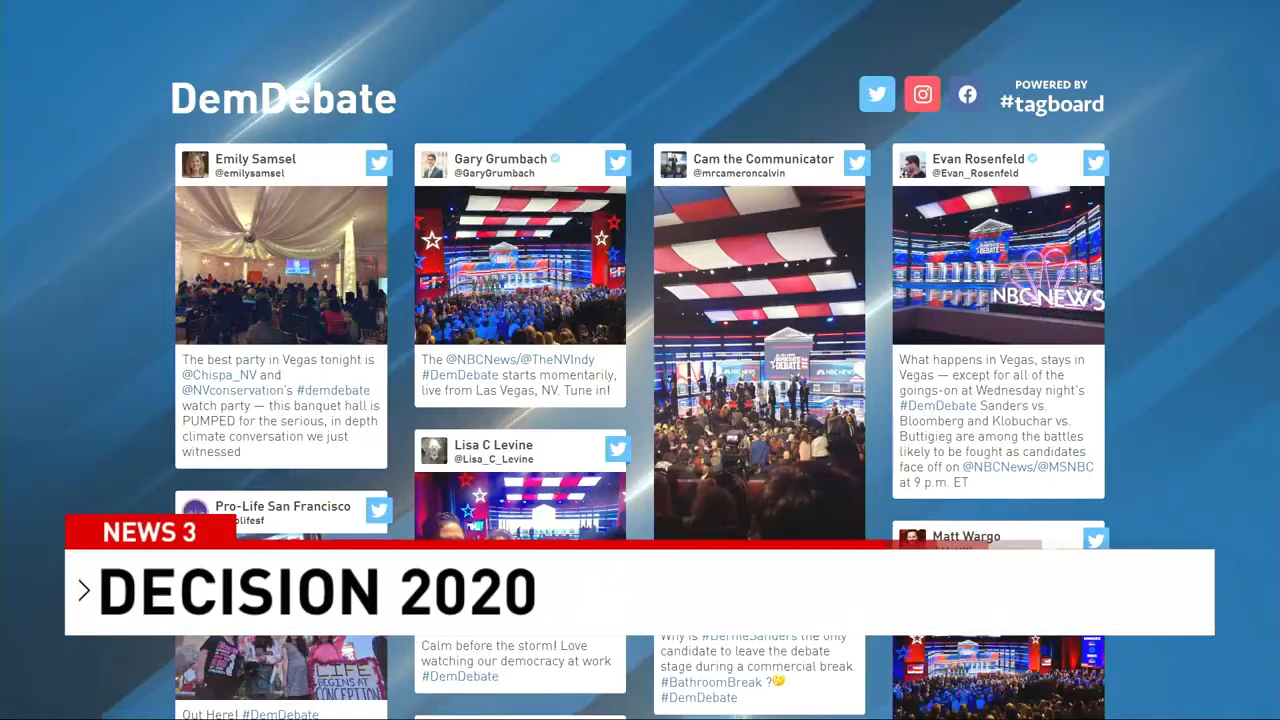 DemDebate
POWERED BY
#tagboard
Emily Samsel
@emilysamsel
The best party in Vegas tonight is
@Chispa_NV and
@NVconservation's #demdebate
watch party — this banquet hall is
PUMPED for the serious, in depth
climate conversation we just
witnessed
Pro-Life San Francisco
LIFE
BEGINS AT
CONCEPTION
Out Here! #DemDebate
Gary Grumbach
@GaryGrumbach
The @NBCNews/@TheNVIndy
#DemDebate starts momentarily,
live from Las Vegas, NV. Tune in!
Lisa C Levine
@Lisa_C_Levine
Calm before the storm! Love
watching our democracy at work
#DemDebate
Cam the Communicator
@mrcameroncalvin
DEMOCRATIC
DEBATE
NBC NEWS
NBC NEWS
Why is #BernieSanders the only
candidate to leave the debate
stage during a commercial break.
#BathroomBreak ?🤔
#DemDebate
Evan Rosenfeld
@Evan_Rosenfeld
DEBATE
NBC NEWS
What happens in Vegas, stays in
Vegas — except for all of the
goings-on at Wednesday night's
#DemDebate Sanders vs.
Bloomberg and Klobuchar vs.
Buttigieg are among the battles
likely to be fought as candidates
face off on @NBCNews/@MSNBC
at 9 p.m. ET
Matt Wargo
NEWS 3
DECISION 2020